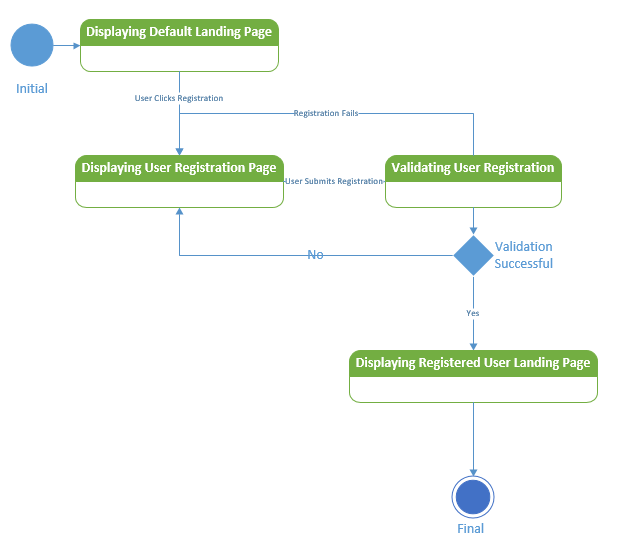 Displaying Default Landing Page
Initial
User Clicks Registration
Registration Fails
Displaying User Registration Page
Validating User Registration
User Submits Registration
No
Validation
Successful
Yes
Displaying Registered User Landing Page
Final